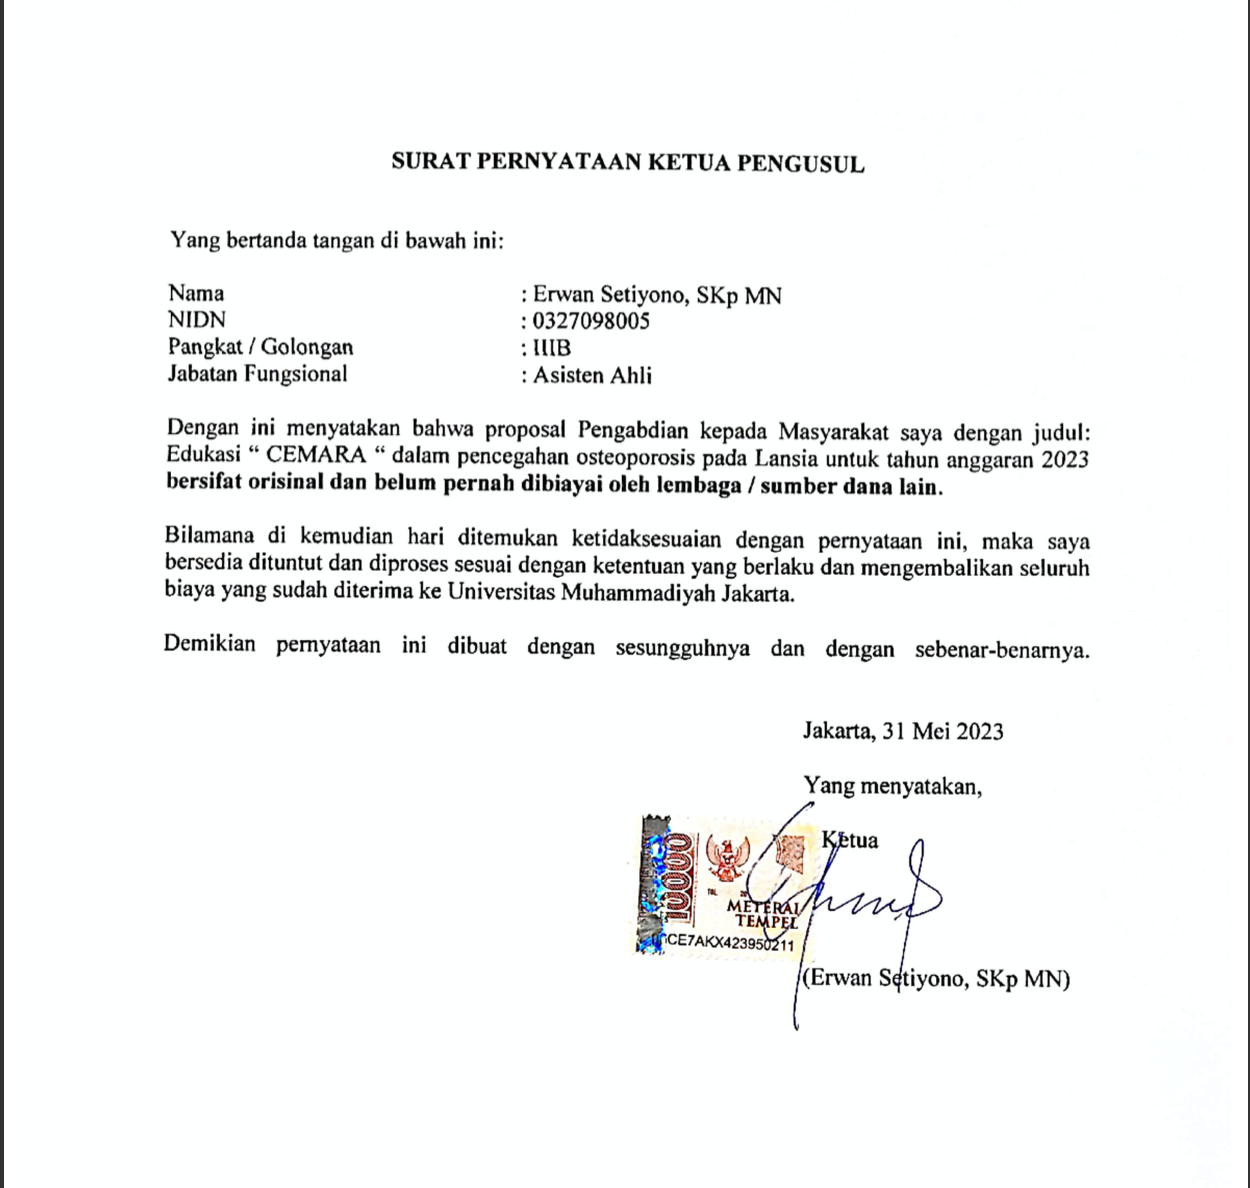 SURAT PERNYATAAN KETUA PENGUSUL
Yang bertanda tangan di bawah ini:
Nama : Erwan Setiyono, SKp MN
NIDN : 0327098005
Pangkat / Golongan : IIIB
Jabatan Fungsional : Asisten Ahli
Dengan ini menyatakan bahwa proposal Pengabdian kepada Masyarakat saya dengan judul:
Edukasi “ CEMARA “ dalam pencegahan osteoporosis pada Lansia untuk tahun anggaran 2023
bersifat orisinal dan belum pernah dibiayai oleh lembaga / sumber dana lain.
Bilamana di kemudian hari ditemukan ketidaksesuaian dengan pernyataan ini, maka saya
bersedia dituntut dan diproses sesuai dengan ketentuan yang berlaku dan mengembalikan seluruh
biaya yang sudah diterima ke Universitas Muhammadiyah Jakarta.
Demikian pernyataan ini dibuat dengan sesungguhnya dan dengan sebenar-benarnya.
Jakarta, 31 Mei 2023
Yang menyatakan,
Ketua
10000
TGL. 20
METERAI
TEMPEL
CE7AKX423950211
(Erwan Setiyono, SKp MN)